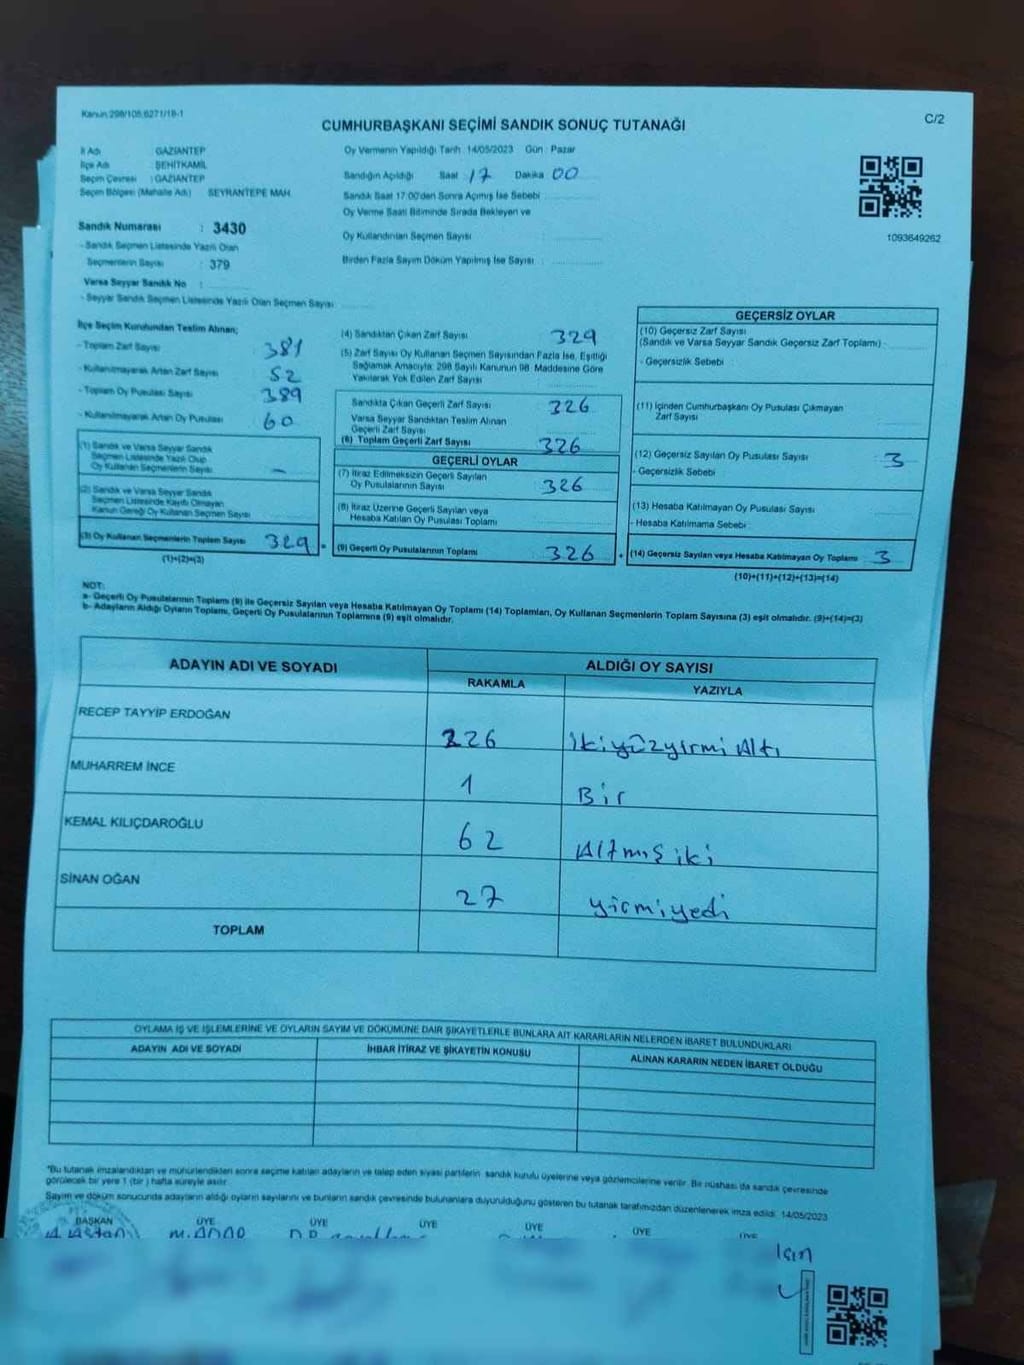 Kanun:298/105;6271/18-1
C/2
CUMHURBAŞKANI SEÇİMİ SANDIK SONUÇ TUTANAĞI
İl Adı GAZİANTEP
İlçe Adı : ŞEHİTKAMİL
Seçim Çevresi : GAZİANTEP
Seçim Bölgesi (Mahalle Adı) SEYRANTEPE MAH.
Oy Vermenin Yapıldığı Tarih 14/05/2023 Gün : Pazar
Sandığın Açıldığı Saat : 17 Dakika 00
Sandık Saat 17:00'den Sonra Açılmış İse Sebebi
Oy Verme Saati Bitiminde Sırada Bekleyen ve
Oy Kullandırılan Seçmen Sayısı :
Birden Fazla Sayım Döküm Yapılmış İse Sayısı :
1093649262
Sandık Numarası : 3430
- Sandık Seçmen Listesinde Yazılı Olan
Seçmenlerin Sayısı : 379
Varsa Seyyar Sandık No :
- Seyyar Sandık Seçmen Listesinde Yazılı Olan Seçmen Sayısı
İlçe Seçim Kurulundan Teslim Alınan;
- Toplam Zarf Sayısı 381
- Kullanılmayarak Artan Zarf Sayısı 52
- Toplam Oy Pusulası Sayısı 389
- Kullanılmayarak Artan Oy Pusulası 60
(1) Sandık ve Varsa Seyyar Sandık
Seçmen Listesinde Yazılı Olup
Oy Kullanan Seçmenlerin Sayısı -
(2) Sandık ve Varsa Seyyar Sandık
Seçmen Listesinde Kayıtlı Olmayan
Kanun Gereği Oy Kullanan Seçmen Sayısı
(3) Oy Kullanan Seçmenlerin Toplam Sayısı 329 =
(1)+(2)=(3)
(4) Sandıktan Çıkan Zarf Sayısı 329
(5) Zarf Sayısı Oy Kullanan Seçmen Sayısından Fazla İse, Eşitliği
Sağlamak Amacıyla; 298 Sayılı Kanunun 98. Maddesine Göre
Yakılarak Yok Edilen Zarf Sayısı
Sandıkta Çıkan Geçerli Zarf Sayısı 326
Varsa Seyyar Sandıktan Teslim Alınan
Geçerli Zarf Sayısı
(6) Toplam Geçerli Zarf Sayısı 326
GEÇERLİ OYLAR
(7) İtiraz Edilmeksizin Geçerli Sayılan
Oy Pusulalarının Sayısı : 326
(8) İtiraz Üzerine Geçerli Sayılan veya
Hesaba Katılan Oy Pusulası Toplamı
(9) Geçerli Oy Pusulalarının Toplamı : 326 +
GEÇERSİZ OYLAR
(10) Geçersiz Zarf Sayısı
(Sandık ve Varsa Seyyar Sandık Geçersiz Zarf Toplamı) :
- Geçersizlik Sebebi :
(11) İçinden Cumhurbaşkanı Oy Pusulası Çıkmayan
Zarf Sayısı
(12) Geçersiz Sayılan Oy Pusulası Sayısı : 3
- Geçersizlik Sebebi
(13) Hesaba Katılmayan Oy Pusulası Sayısı
- Hesaba Katılmama Sebebi :
(14) Geçersiz Sayılan veya Hesaba Katılmayan Oy Toplamı 3
(10)+(11)+(12)+(13)=(14)
NOT:
a- Geçerli Oy Pusulalarının Toplamı (9) ile Geçersiz Sayılan veya Hesaba Katılmayan Oy Toplamı (14) Toplamları, Oy Kullanan Seçmenlerin Toplam Sayısına (3) eşit olmalıdır. (9)+(14)=(3)
b- Adayların Aldığı Oyların Toplamı, Geçerli Oy Pusulalarının Toplamına (9) eşit olmalıdır.
ADAYIN ADI VE SOYADI ALDIĞI OY SAYISI
RAKAMLA YAZIYLA
RECEP TAYYİP ERDOĞAN 226 ikiyüzyirmi Altı
MUHARREM İNCE 1 Bir
KEMAL KILIÇDAROĞLU 62 Altmış iki
SİNAN OĞAN 27 yirmiyedi
TOPLAM
OYLAMA İŞ VE İŞLEMLERİNE VE OYLARIN SAYIM VE DÖKÜMÜNE DAİR ŞİKAYETLERLE BUNLARA AİT KARARLARIN NELERDEN İBARET BULUNDUKLARI
ADAYIN ADI VE SOYADI İHBAR İTİRAZ VE ŞİKAYETİN KONUSU ALINAN KARARIN NEDEN İBARET OLDUĞU
*Bu tutanak imzalandıktan ve mühürlendikten sonra seçime katılan adayların ve talep eden siyasi partilerin sandık kurulu üyelerine veya gözlemcilerine verilir. Bir nüshası da sandık çevresinde
görülecek bir yere 1 (bir) hafta süreyle asılır.
Sayım ve döküm sonucunda adayların aldığı oyların sayılarını ve bunların sandık çevresinde bulunanlara duyurulduğunu gösteren bu tutanak tarafımızdan düzenlenerek imza edildi. 14/05/2023
BAŞKAN ÜYE ÜYE ÜYE ÜYE ÜYE ÜYE